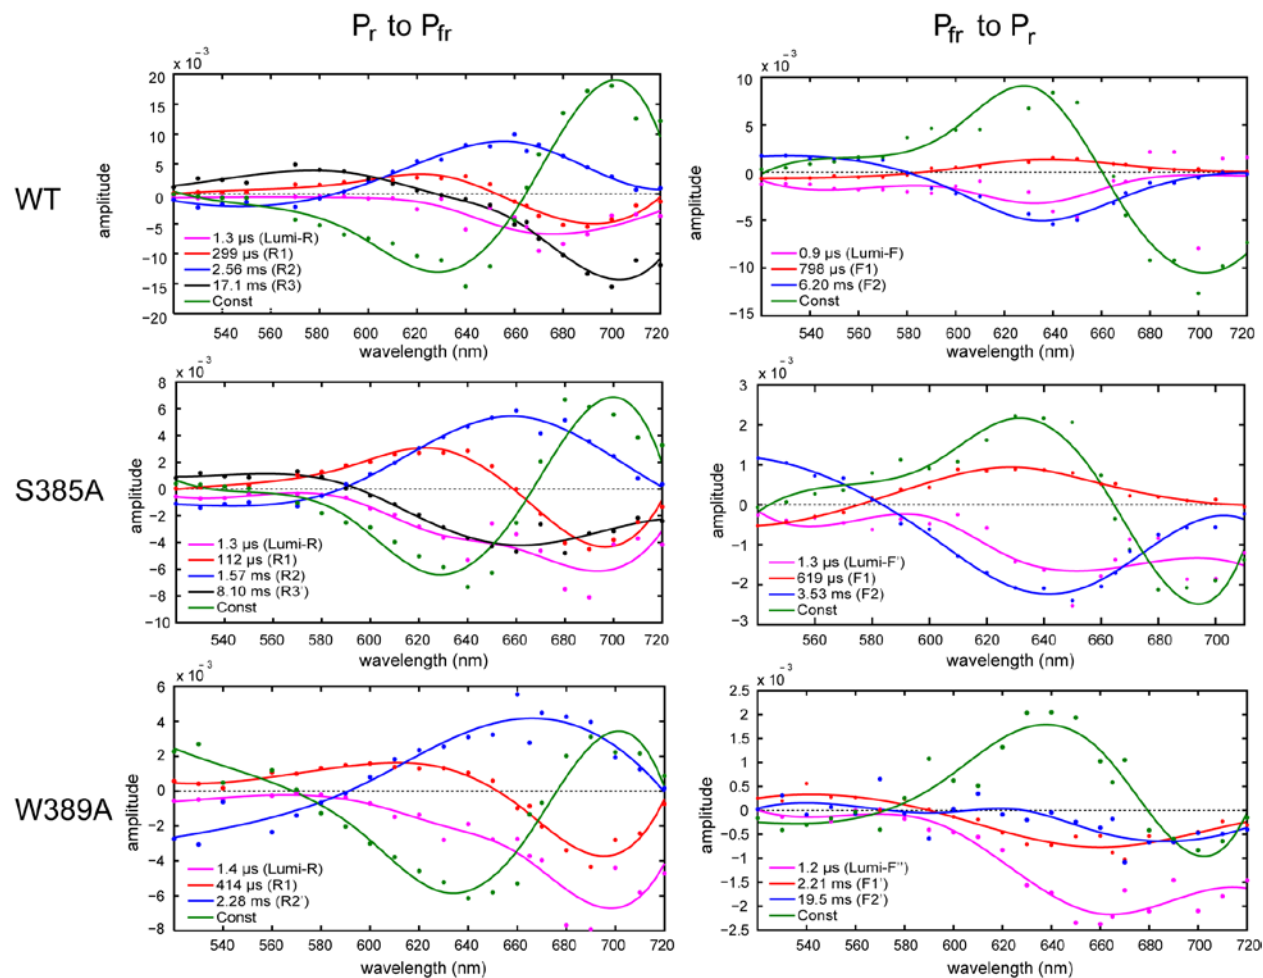 P_r to P_fr
P_fr to P_r
WT
S385A
W389A
x 10^-3
20
15
10
5
0
−5
−10
−15
−20
amplitude
1.3 µs (Lumi-R)
299 µs (R1)
2.56 ms (R2)
17.1 ms (R3)
Const
540 560 580 600 620 640 660 680 700 720
wavelength (nm)
x 10^-3
10
5
0
−5
−10
−15
amplitude
0.9 µs (Lumi-F)
798 µs (F1)
6.20 ms (F2)
Const
540 560 580 600 620 640 660 680 700 720
wavelength (nm)
x 10^-3
8
6
4
2
0
−2
−4
−6
−8
−10
amplitude
1.3 µs (Lumi-R)
112 µs (R1)
1.57 ms (R2)
8.10 ms (R3')
Const
540 560 580 600 620 640 660 680 700 720
wavelength (nm)
x 10^-3
3
2
1
0
−1
−2
−3
amplitude
1.3 µs (Lumi-F')
619 µs (F1)
3.53 ms (F2)
Const
560 580 600 620 640 660 680 700
wavelength (nm)
x 10^-3
6
4
2
0
−2
−4
−6
−8
amplitude
1.4 µs (Lumi-R)
414 µs (R1)
2.28 ms (R2')
Const
540 560 580 600 620 640 660 680 700 720
wavelength (nm)
x 10^-3
2.5
2
1.5
1
0.5
0
−0.5
−1
−1.5
−2
−2.5
amplitude
1.2 µs (Lumi-F'')
2.21 ms (F1')
19.5 ms (F2')
Const
540 560 580 600 620 640 660 680 700 720
wavelength (nm)